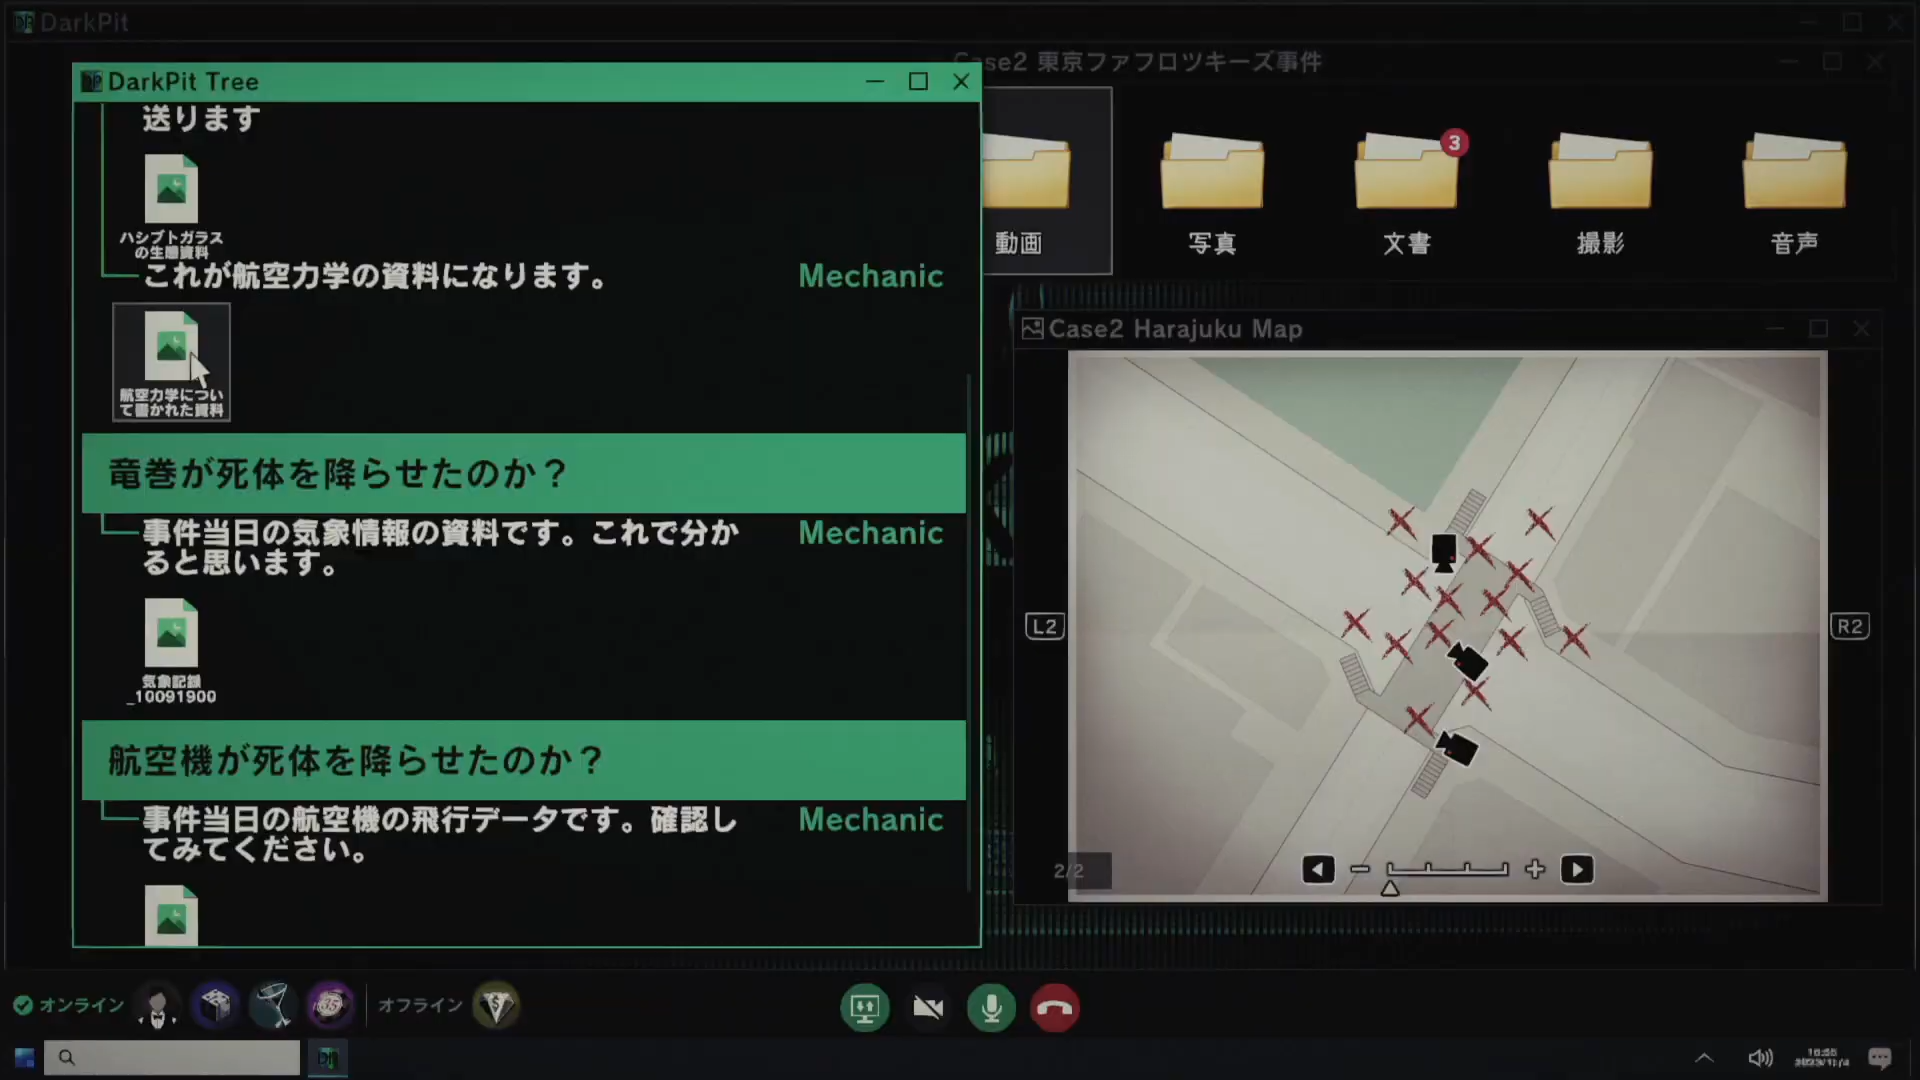 DarkPit
Case2 東京ファフロツキーズ事件
DarkPit Tree
送ります
ハシブトガラス
の生態資料
これが航空力学の資料になります。
Mechanic
航空力学につい
て書かれた資料
竜巻が死体を降らせたのか？
事件当日の気象情報の資料です。これで分か
ると思います。
Mechanic
気象記録
_10091900
航空機が死体を降らせたのか？
事件当日の航空機の飛行データです。確認し
てみてください。
Mechanic
動画
写真
3
文書
撮影
音声
Case2 Harajuku Map
L2
R2
2/2
オンライン
35
オフライン